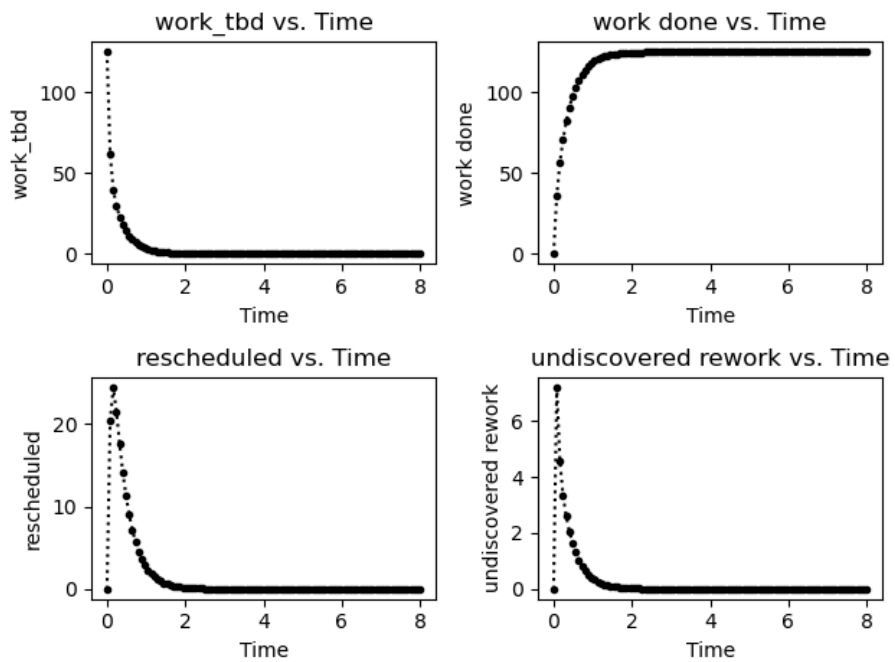 work_tbd vs. Time
work_tbd
100
50
0
0 2 4 6 8
Time
work done vs. Time
work done
100
50
0
0 2 4 6 8
Time
rescheduled vs. Time
rescheduled
20
10
0
0 2 4 6 8
Time
undiscovered rework vs. Time
undiscovered rework
6
4
2
0
0 2 4 6 8
Time